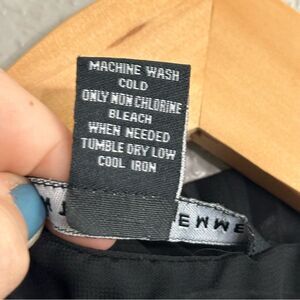 MACHINE WASH
COLD
ONLY NON CHLORINE
BLEACH
WHEN NEEDED
TUMBLE DRY LOW
COOL IRON